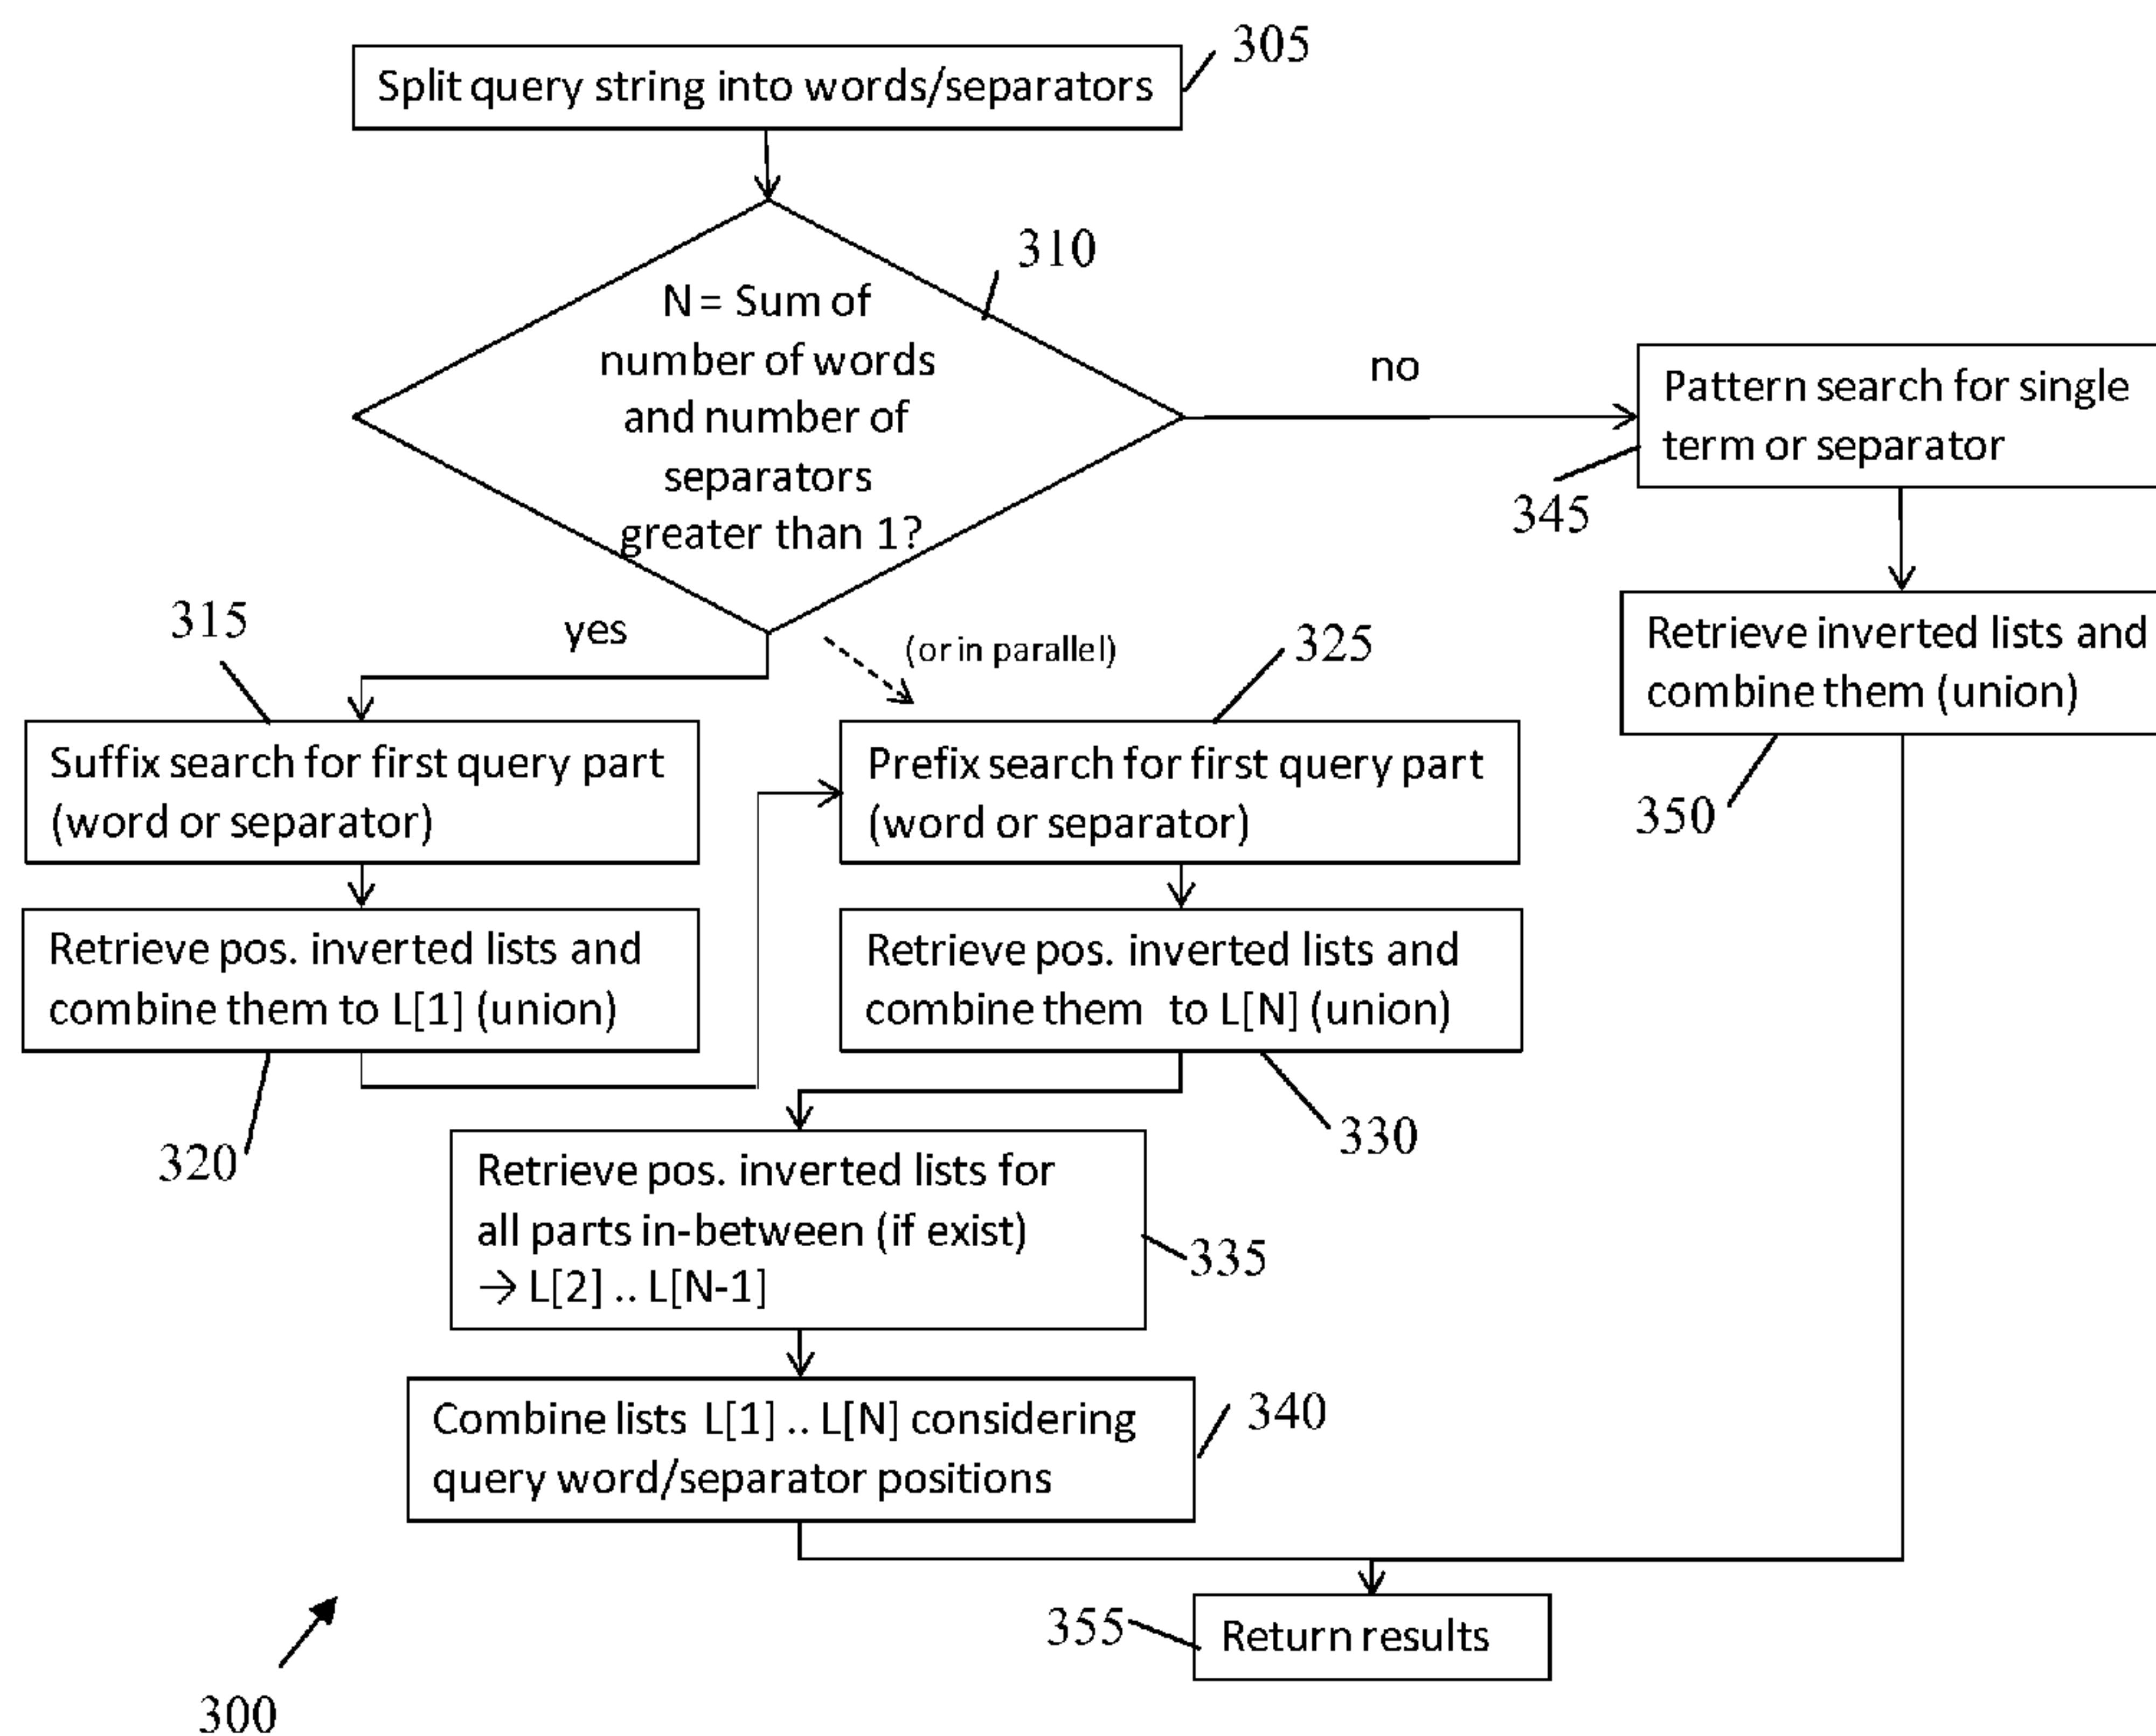 305
Split query string into words/separators
310
N = Sum of
number of words
and number of
separators
greater than 1?
no
Pattern search for single
term or separator
345
315
yes
(or in parallel)
325
Retrieve inverted lists and
combine them (union)
350
Suffix search for first query part
(word or separator)
Prefix search for first query part
(word or separator)
Retrieve pos. inverted lists and
combine them to L[1] (union)
Retrieve pos. inverted lists and
combine them to L[N] (union)
320
330
Retrieve pos. inverted lists for
all parts in-between (if exist)
→ L[2] .. L[N-1]
335
Combine lists L[1] .. L[N] considering
query word/separator positions
340
355
Return results
300